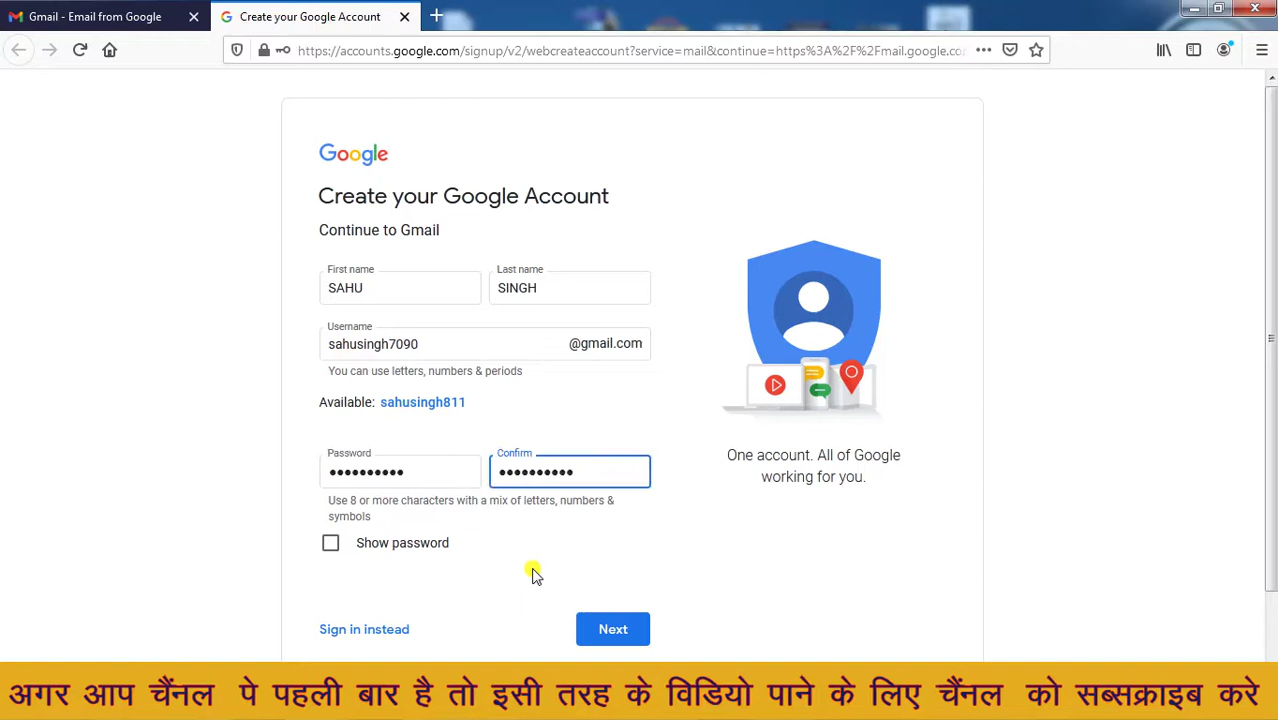 Gmail - Email from Google
Create your Google Account
https://accounts.google.com/signup/v2/webcreateaccount?service=mail&continue=https%3A%2F%2Fmail.google.co
Google
Create your Google Account
Continue to Gmail
First name
Last name
SAHU
SINGH
Username
sahusingh7090
@gmail.com
You can use letters, numbers & periods
Available: sahusingh811
Password
Confirm
••••••••••
••••••••••
Use 8 or more characters with a mix of letters, numbers &
symbols
Show password
Sign in instead
Next
One account. All of Google
working for you.
अगर आप चैंनल पे पहली बार है तो इसी तरह के विडियो पाने के लिए चैंनल को सब्सक्राइब करे